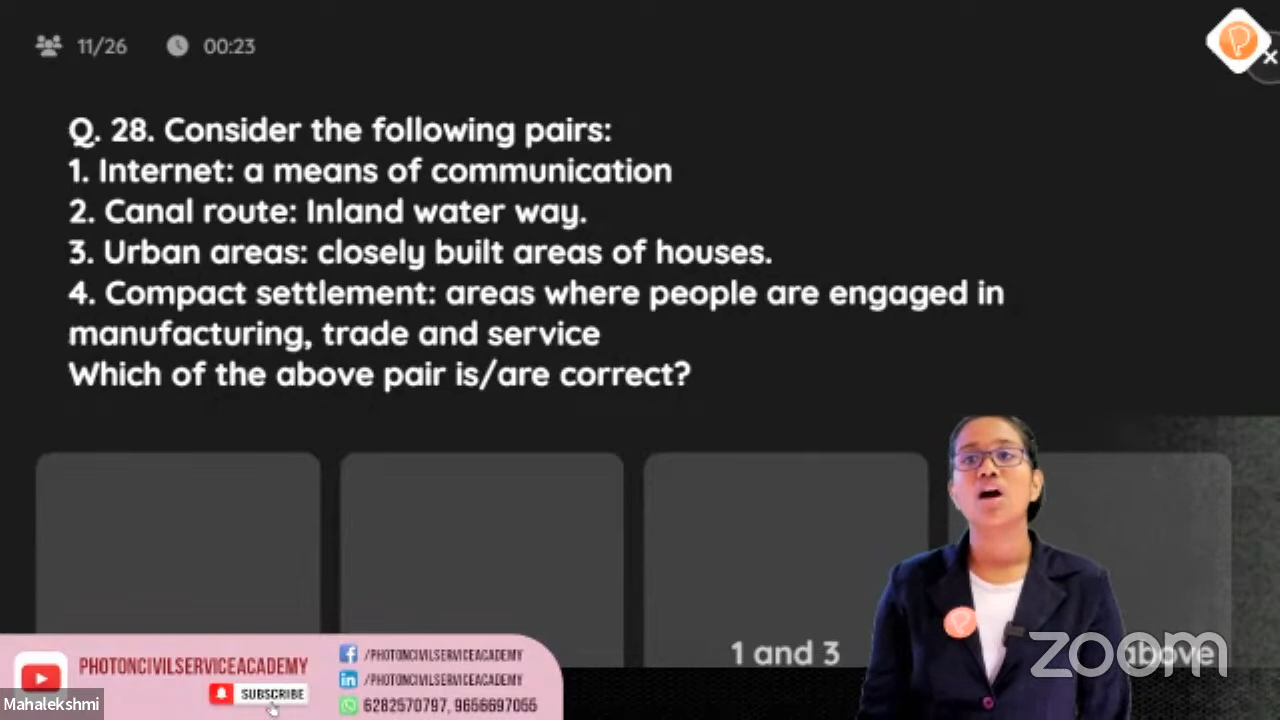 11/26 00:23
Q. 28. Consider the following pairs:
1. Internet: a means of communication
2. Canal route: Inland water way.
3. Urban areas: closely built areas of houses.
4. Compact settlement: areas where people are engaged in
manufacturing, trade and service
Which of the above pair is/are correct?
1 and 3
above
zoom
PHOTONCIVILSERVICEACADEMY
SUBSCRIBE
/PHOTONCIVILSERVICEACADEMY
/PHOTONCIVILSERVICEACADEMY
6282570797, 9656697055
Mahalekshmi